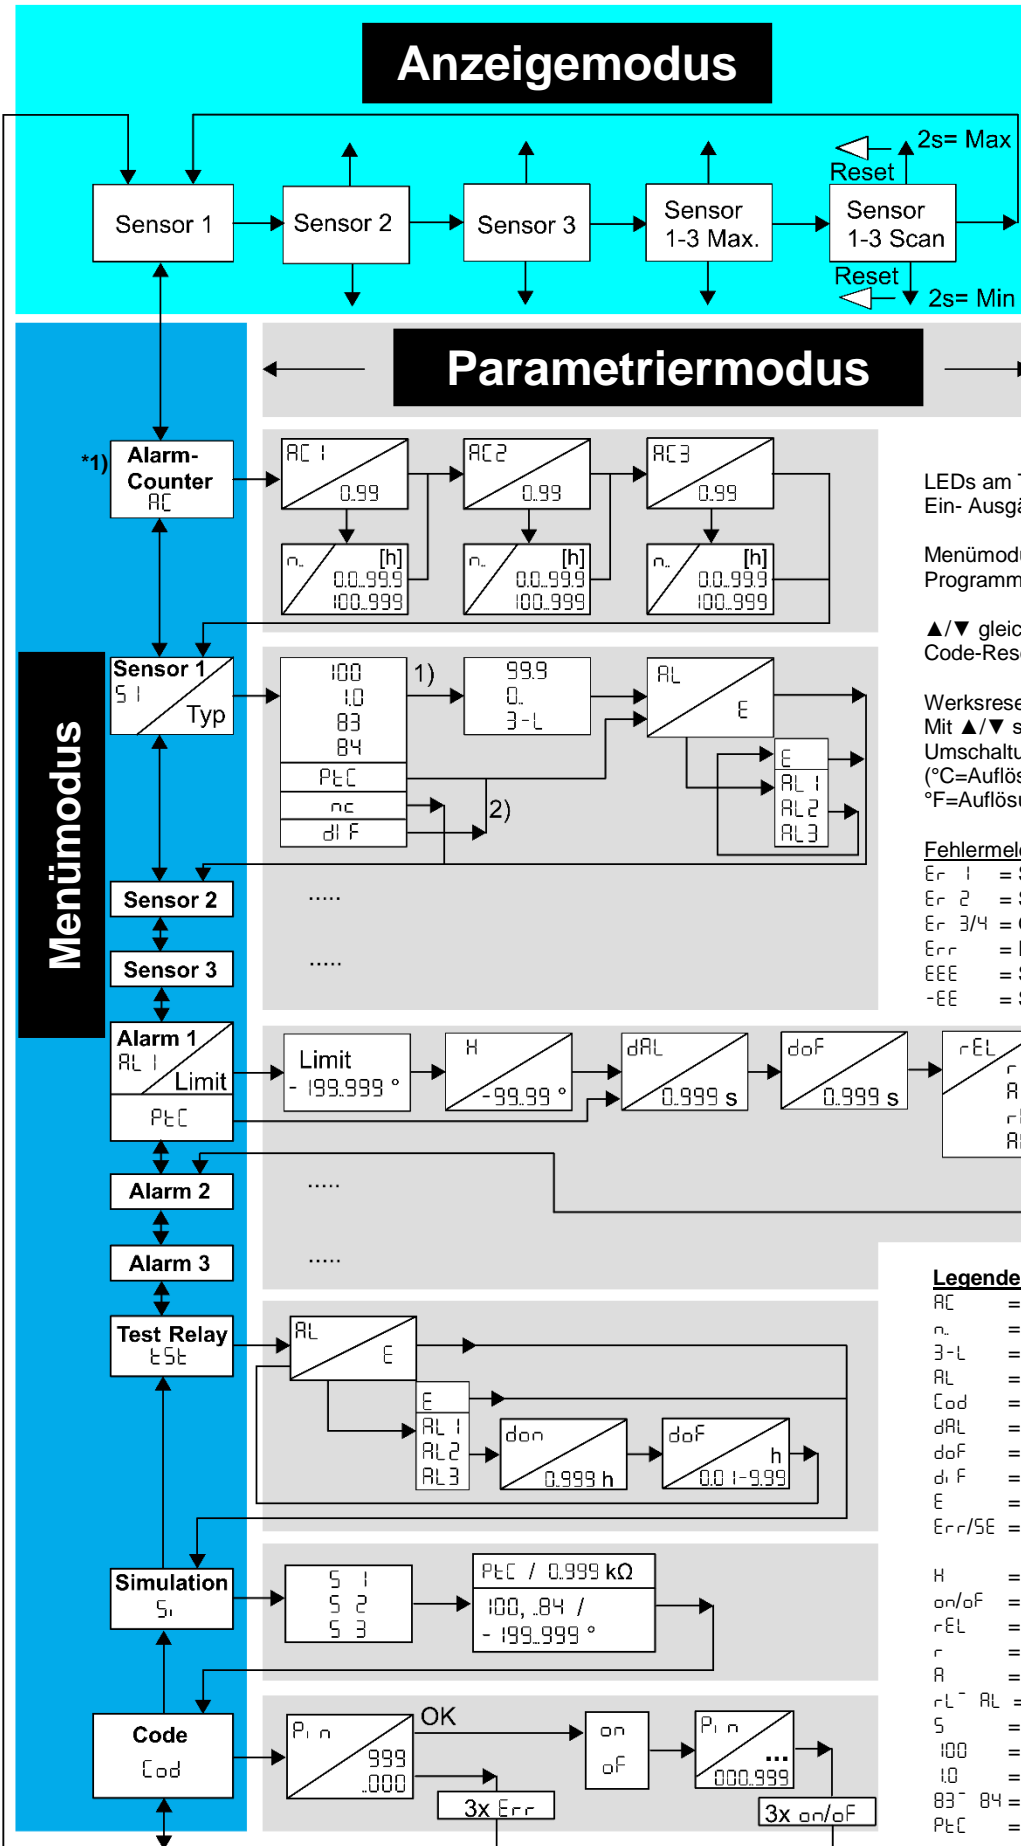 Anzeigemodus
2s= Max
Reset
Sensor 1
Sensor 2
Sensor 3
Sensor
1-3 Max.
Sensor
1-3 Scan
Reset
2s= Min
Parametriermodus
Menümodus
*1)
Alarm-
Counter
AC
AC 1
0..99
AC2
0..99
AC3
0..99
n..
[h]
0.0..99.9
100..999
n..
[h]
0.0..99.9
100..999
n..
[h]
0.0..99.9
100..999
LEDs am
Ein- Ausgä
Menümodu
Programm
▲/▼ gleic
Code-Res
Werksrese
Mit ▲/▼ s
Umschaltu
(°C=Auflös
°F=Auflösu
Sensor 1
S 1
Typ
100
1.0
83
84
PtC
nc
dIF
1)
2)
99.9
0..
3-L
AL
E
E
AL 1
AL2
AL3
Fehlermeld
Er 1 =
Er 2 =
Er 3/4 =
Err =
EEE =
-EE =
Sensor 2
.....
Sensor 3
.....
Alarm 1
AL 1
Limit
PtC
Limit
-199..999 °
H
-99..99 °
dAL
0..999 s
doF
0..999 s
rEL
r
A
Alarm 2
.....
Alarm 3
.....
Test Relay
tSt
AL
E
E
AL 1
AL2
AL3
don
0..999 h
doF
h
0.01-9.99
Legende
AC =
n.. =
3-L =
AL =
Cod =
dAL =
doF =
diF =
E =
Err/SE =
H =
on/oF =
rEL =
r =
A =
rL¯ AL =
S =
100 =
1.0 =
83¯ 84 =
PtC =
Simulation
Si
S 1
S 2
S 3
PtC / 0..999 kΩ
100, ..84 /
-199..999 °
Code
Cod
Pin
999
..000
OK
3x Err
on
oF
Pin
...
000..999
3x on/oF